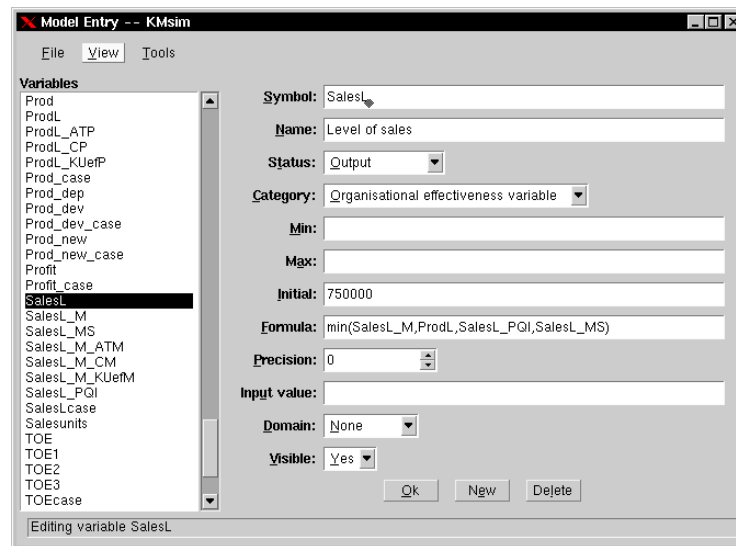 Model Entry -- KMsim
File View Tools
Variables
Prod
ProdL
ProdL_ATP
ProdL_CP
ProdL_KUefP
Prod_case
Prod_dep
Prod_dev
Prod_dev_case
Prod_new
Prod_new_case
Profit
Profit_case
SalesL
SalesL_M
SalesL_MS
SalesL_M_ATM
SalesL_M_CM
SalesL_M_KUefM
SalesL_PQI
SalesLcase
Salesunits
TOE
TOE1
TOE2
TOE3
TOEcase
Symbol: SalesL
Name: Level of sales
Status: Output
Category: Organisational effectiveness variable
Min:
Max:
Initial: 750000
Formula: min(SalesL_M,ProdL,SalesL_PQI,SalesL_MS)
Precision: 0
Input value:
Domain: None
Visible: Yes
Ok New Delete
Editing variable SalesL